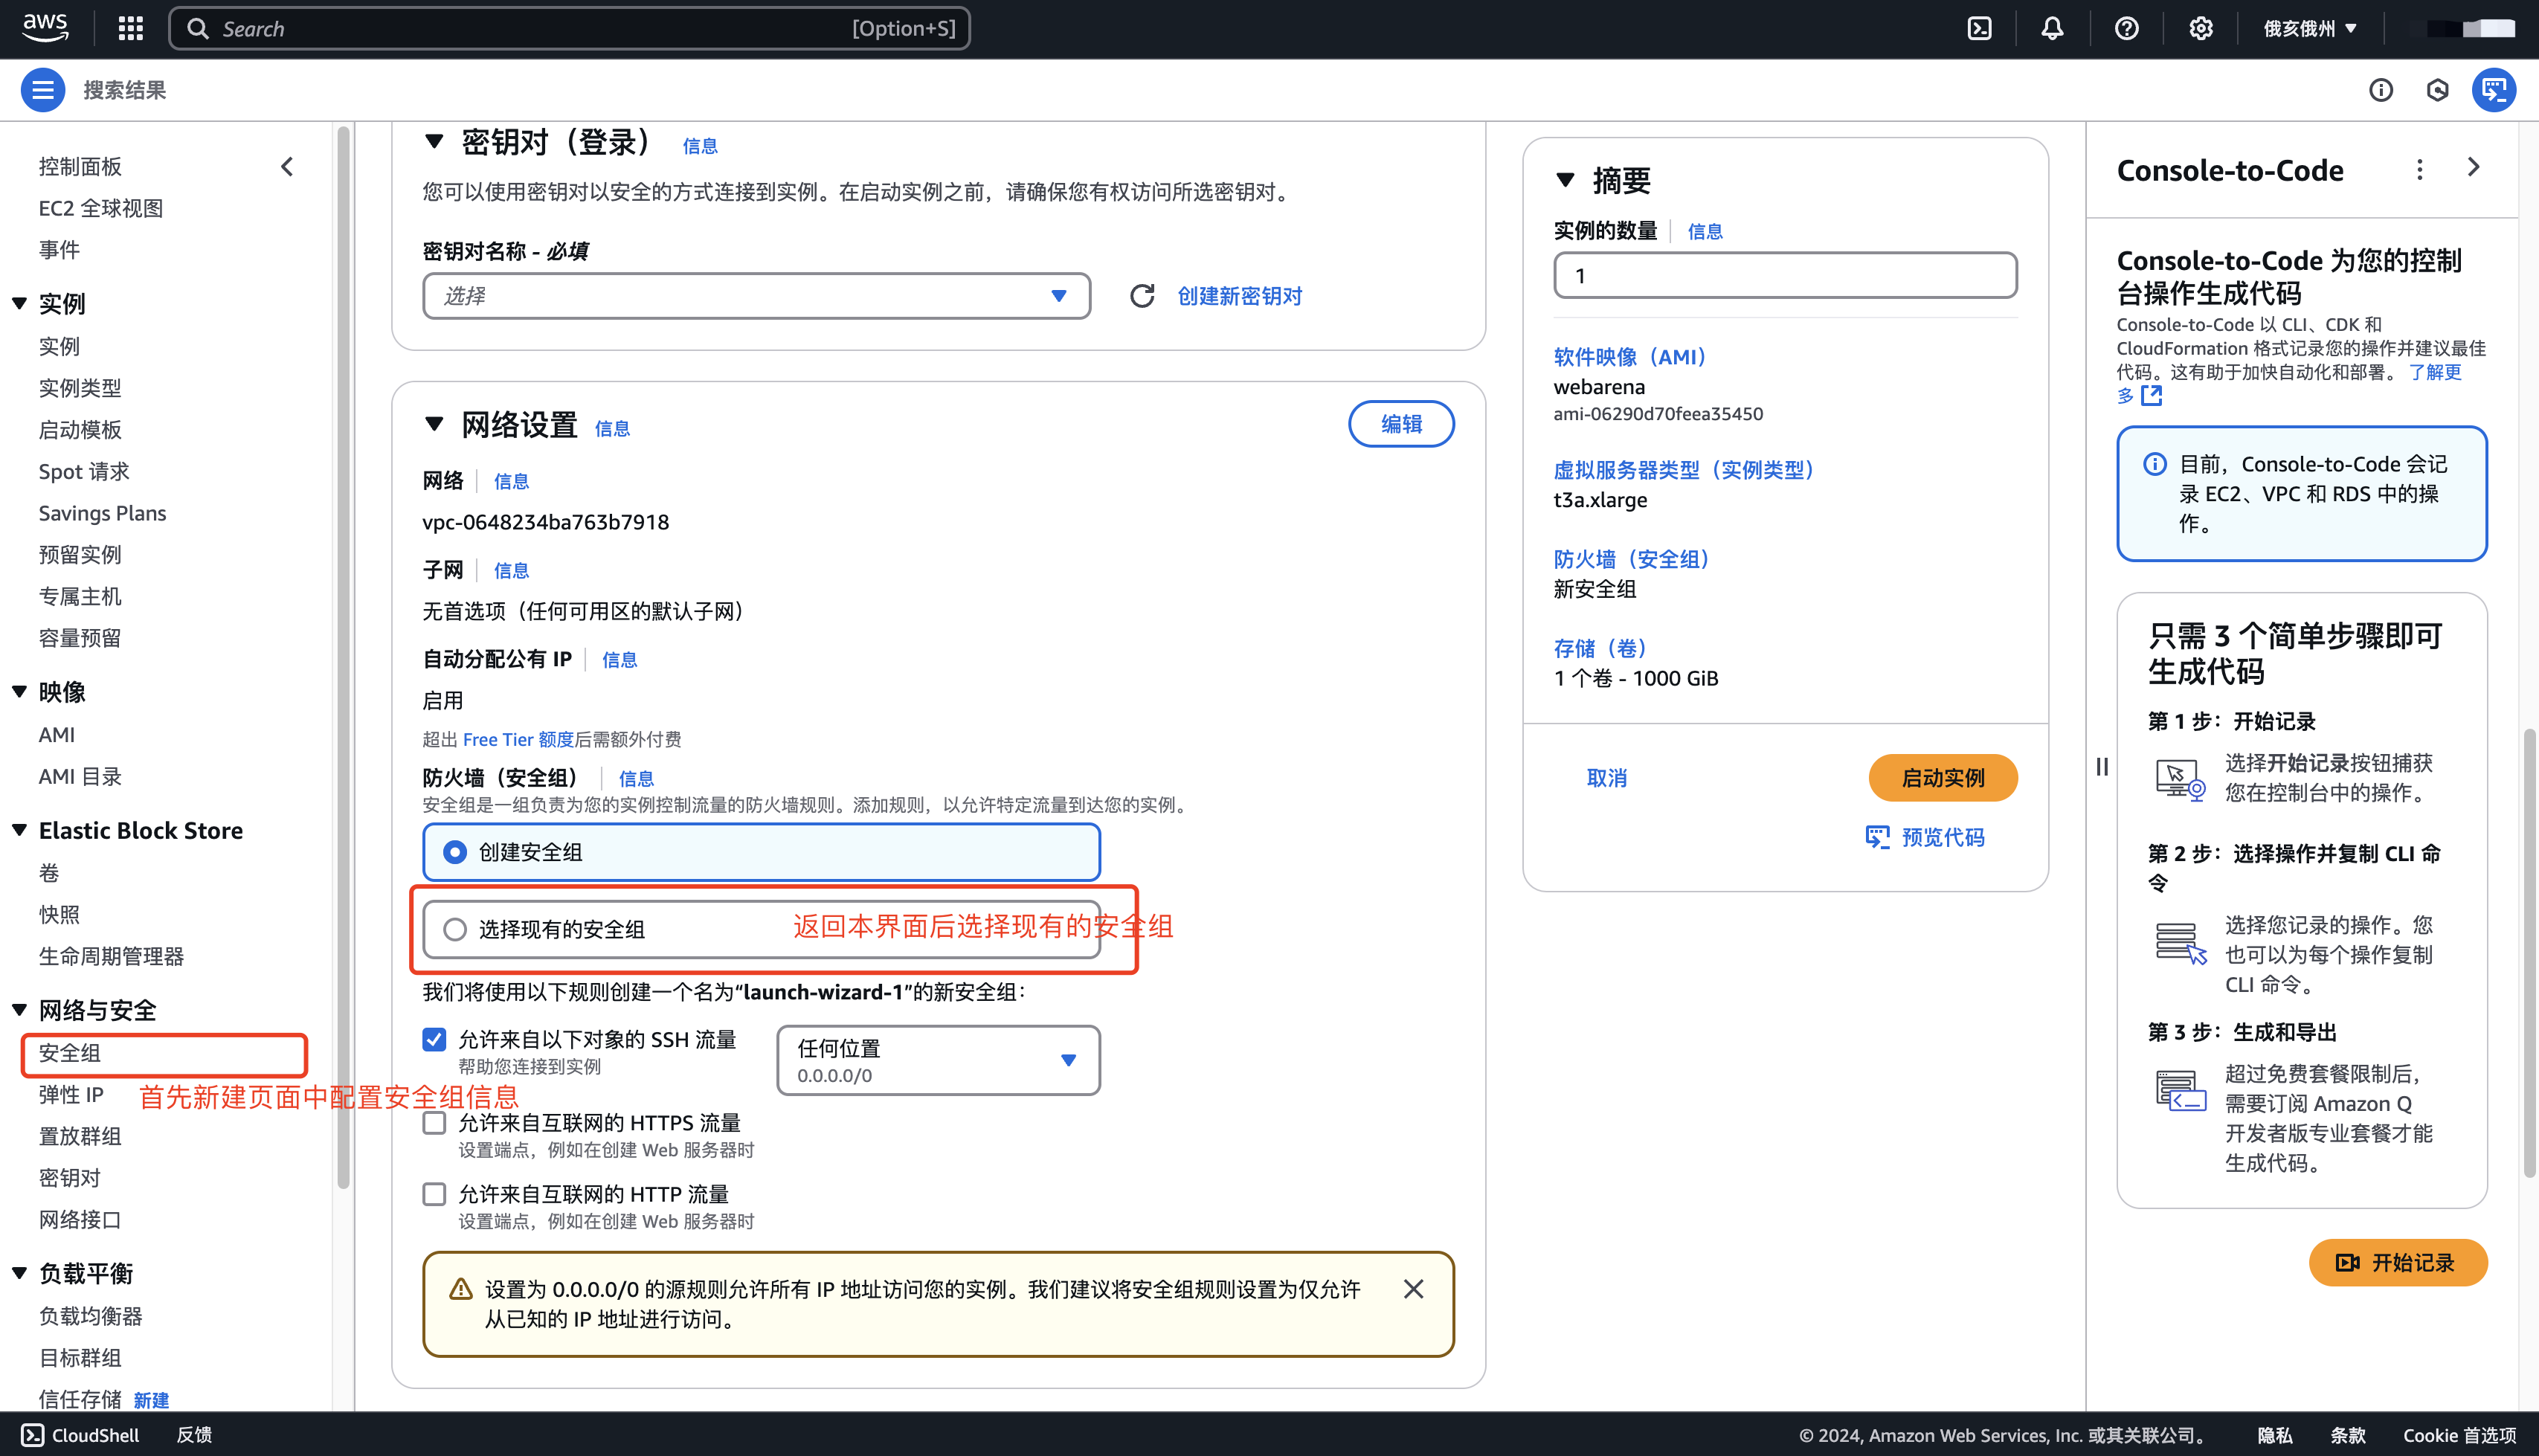 aws
Search
[Option+S]
俄亥俄州
搜索结果
控制面板
EC2 全球视图
事件
实例
实例
实例类型
启动模板
Spot 请求
Savings Plans
预留实例
专属主机
容量预留
映像
AMI
AMI 目录
Elastic Block Store
卷
快照
生命周期管理器
网络与安全
安全组
弹性 IP
首先新建页面中配置安全组信息
置放群组
密钥对
网络接口
负载平衡
负载均衡器
目标群组
信任存储 新建
密钥对（登录） 信息
您可以使用密钥对以安全的方式连接到实例。在启动实例之前，请确保您有权访问所选密钥对。
密钥对名称 - 必填
选择
创建新密钥对
网络设置 信息
编辑
网络 信息
vpc-0648234ba763b7918
子网 信息
无首选项（任何可用区的默认子网）
自动分配公有 IP 信息
启用
超出 Free Tier 额度后需额外付费
防火墙（安全组） 信息
安全组是一组负责为您的实例控制流量的防火墙规则。添加规则，以允许特定流量到达您的实例。
创建安全组
选择现有的安全组
返回本界面后选择现有的安全组
我们将使用以下规则创建一个名为“launch-wizard-1”的新安全组：
允许来自以下对象的 SSH 流量
帮助您连接到实例
任何位置
0.0.0.0/0
允许来自互联网的 HTTPS 流量
设置端点，例如在创建 Web 服务器时
允许来自互联网的 HTTP 流量
设置端点，例如在创建 Web 服务器时
设置为 0.0.0.0/0 的源规则允许所有 IP 地址访问您的实例。我们建议将安全组规则设置为仅允许
从已知的 IP 地址进行访问。
摘要
实例的数量 信息
1
软件映像（AMI）
webarena
ami-06290d70feea35450
虚拟服务器类型（实例类型）
t3a.xlarge
防火墙（安全组）
新安全组
存储（卷）
1 个卷 - 1000 GiB
取消
启动实例
预览代码
Console-to-Code
Console-to-Code 为您的控制
台操作生成代码
Console-to-Code 以 CLI、CDK 和
CloudFormation 格式记录您的操作并建议最佳
代码。这有助于加快自动化和部署。 了解更
多
目前，Console-to-Code 会记
录 EC2、VPC 和 RDS 中的操
作。
只需 3 个简单步骤即可
生成代码
第 1 步：开始记录
选择开始记录按钮捕获
您在控制台中的操作。
第 2 步：选择操作并复制 CLI 命
令
选择您记录的操作。您
也可以为每个操作复制
CLI 命令。
第 3 步：生成和导出
超过免费套餐限制后，
需要订阅 Amazon Q
开发者版专业套餐才能
生成代码。
开始记录
CloudShell
反馈
© 2024, Amazon Web Services, Inc. 或其关联公司。
隐私
条款
Cookie 首选项